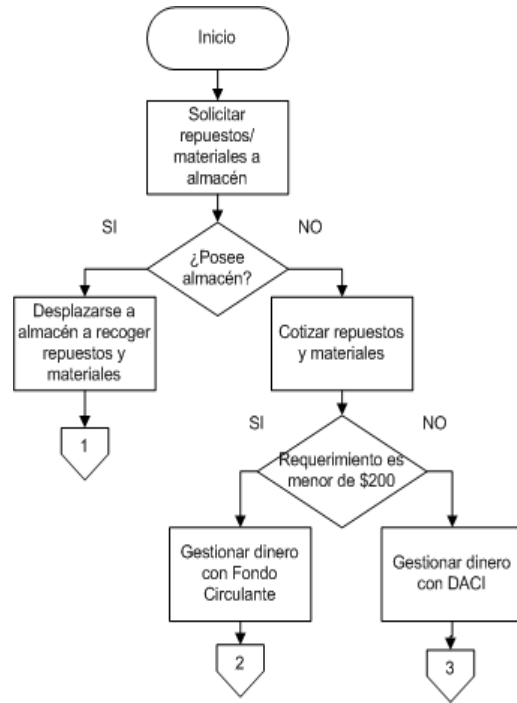 Inicio
Solicitar
repuestos/
materiales a
almacén
SI
NO
¿Posee
almacén?
Desplazarse a
almacén a recoger
repuestos y
materiales
Cotizar repuestos
y materiales
1
SI
NO
Requerimiento es
menor de $200
Gestionar dinero
con Fondo
Circulante
Gestionar dinero
con DACI
2
3